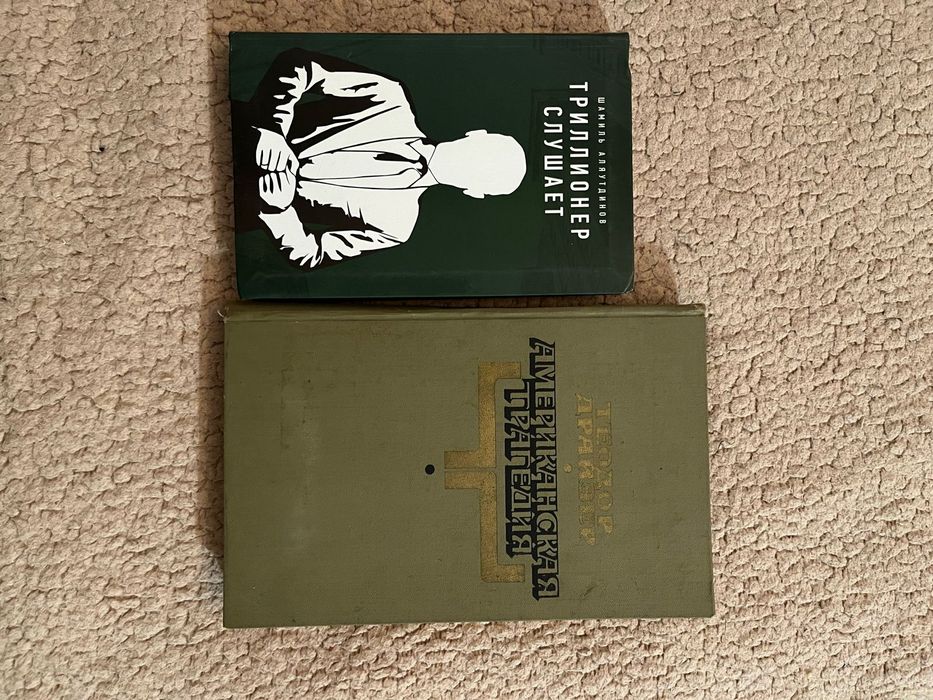 ШАМИЛЬ АЛЯУТДИНОВ
ТРИЛЛИОНЕР
СЛУШАЕТ
ТЕОДОР
ДРАЙЗЕР
АМЕРИКАНСКАЯ
ТРАГЕДИЯ